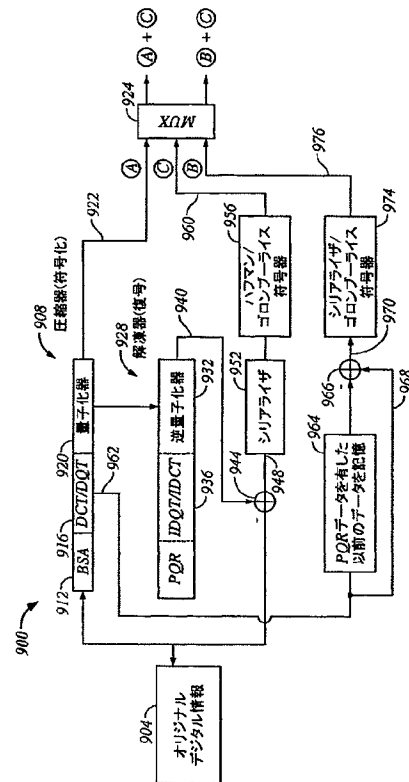 900
908
圧縮器(符号化)
912
BSA
916
DCT/DQT
920
量子化器
922
962
928
解凍器(復号)
PQR
936
IDQT/IDCT
932
逆量子化器
940
904
オリジナル
デジタル情報
944
-
948
952
シリアライザ
956
ハフマン/
ゴロンブーライス
符号器
960
Ⓐ
Ⓒ
Ⓑ
924
MUX
Ⓐ + Ⓒ
Ⓑ + Ⓒ
964
PQRデータを有した
以前のデータを記憶
966
-
968
970
974
シリアライザ/
ゴロンブーライス
符号器
976